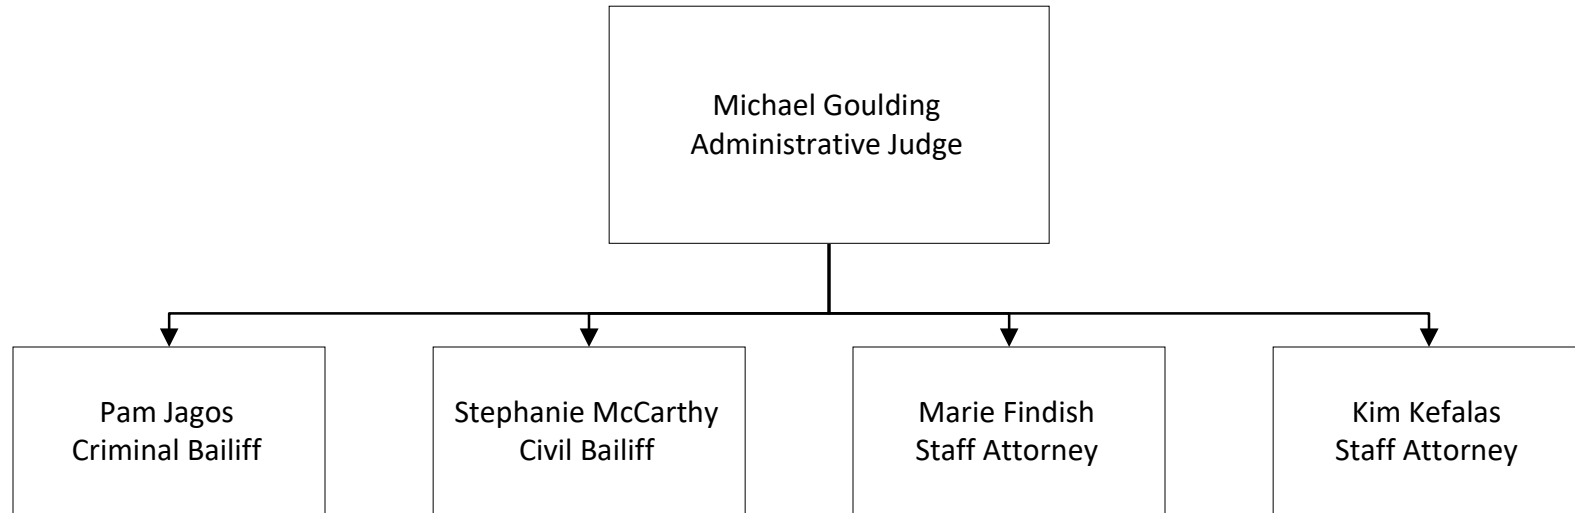 Michael Goulding
Administrative Judge
Pam Jagos
Criminal Bailiff
Stephanie McCarthy
Civil Bailiff
Marie Findish
Staff Attorney
Kim Kefalas
Staff Attorney